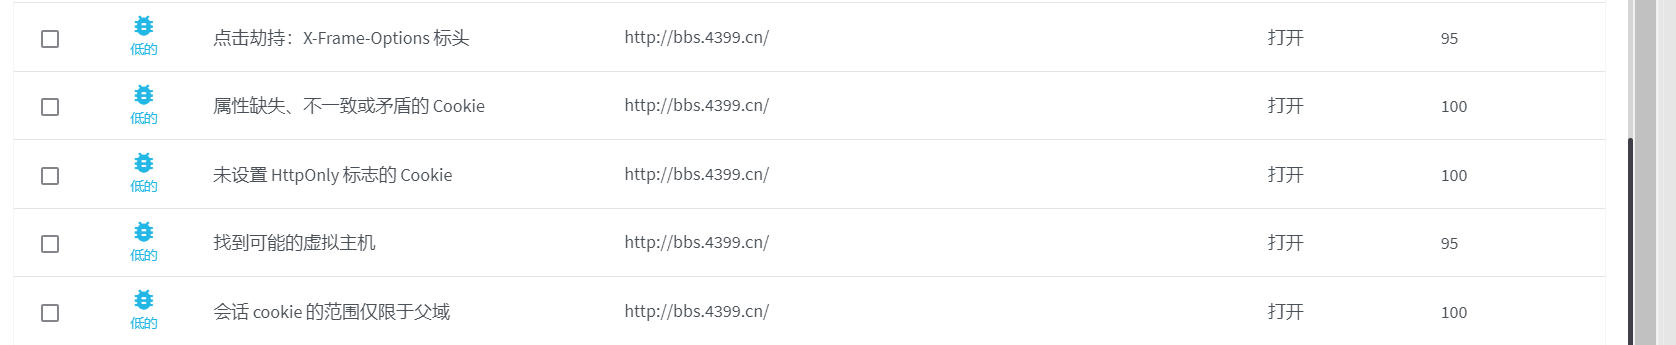 点击劫持：X-Frame-Options 标头 http://bbs.4399.cn/ 打开 95
低的
属性缺失、不一致或矛盾的 Cookie http://bbs.4399.cn/ 打开 100
低的
未设置 HttpOnly 标志的 Cookie http://bbs.4399.cn/ 打开 100
低的
找到可能的虚拟主机 http://bbs.4399.cn/ 打开 95
低的
会话 cookie 的范围仅限于父域 http://bbs.4399.cn/ 打开 100
低的